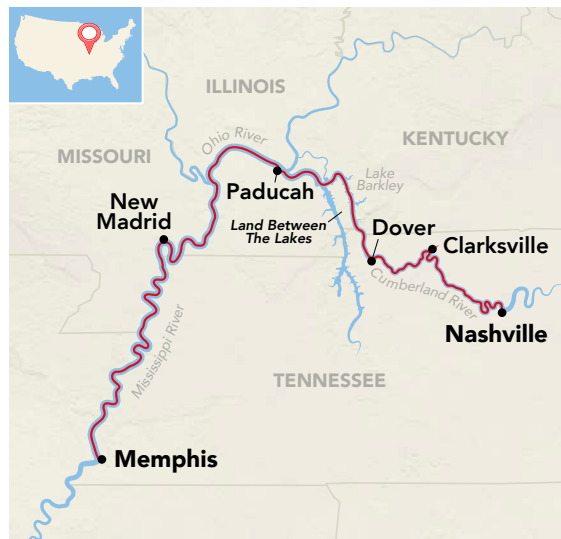 ILLINOIS
Ohio River
KENTUCKY
MISSOURI
Lake
Barkley
Paducah
New
Madrid
Land Between
The Lakes
Dover
Clarksville
Cumberland River
Nashville
Mississippi River
TENNESSEE
Memphis